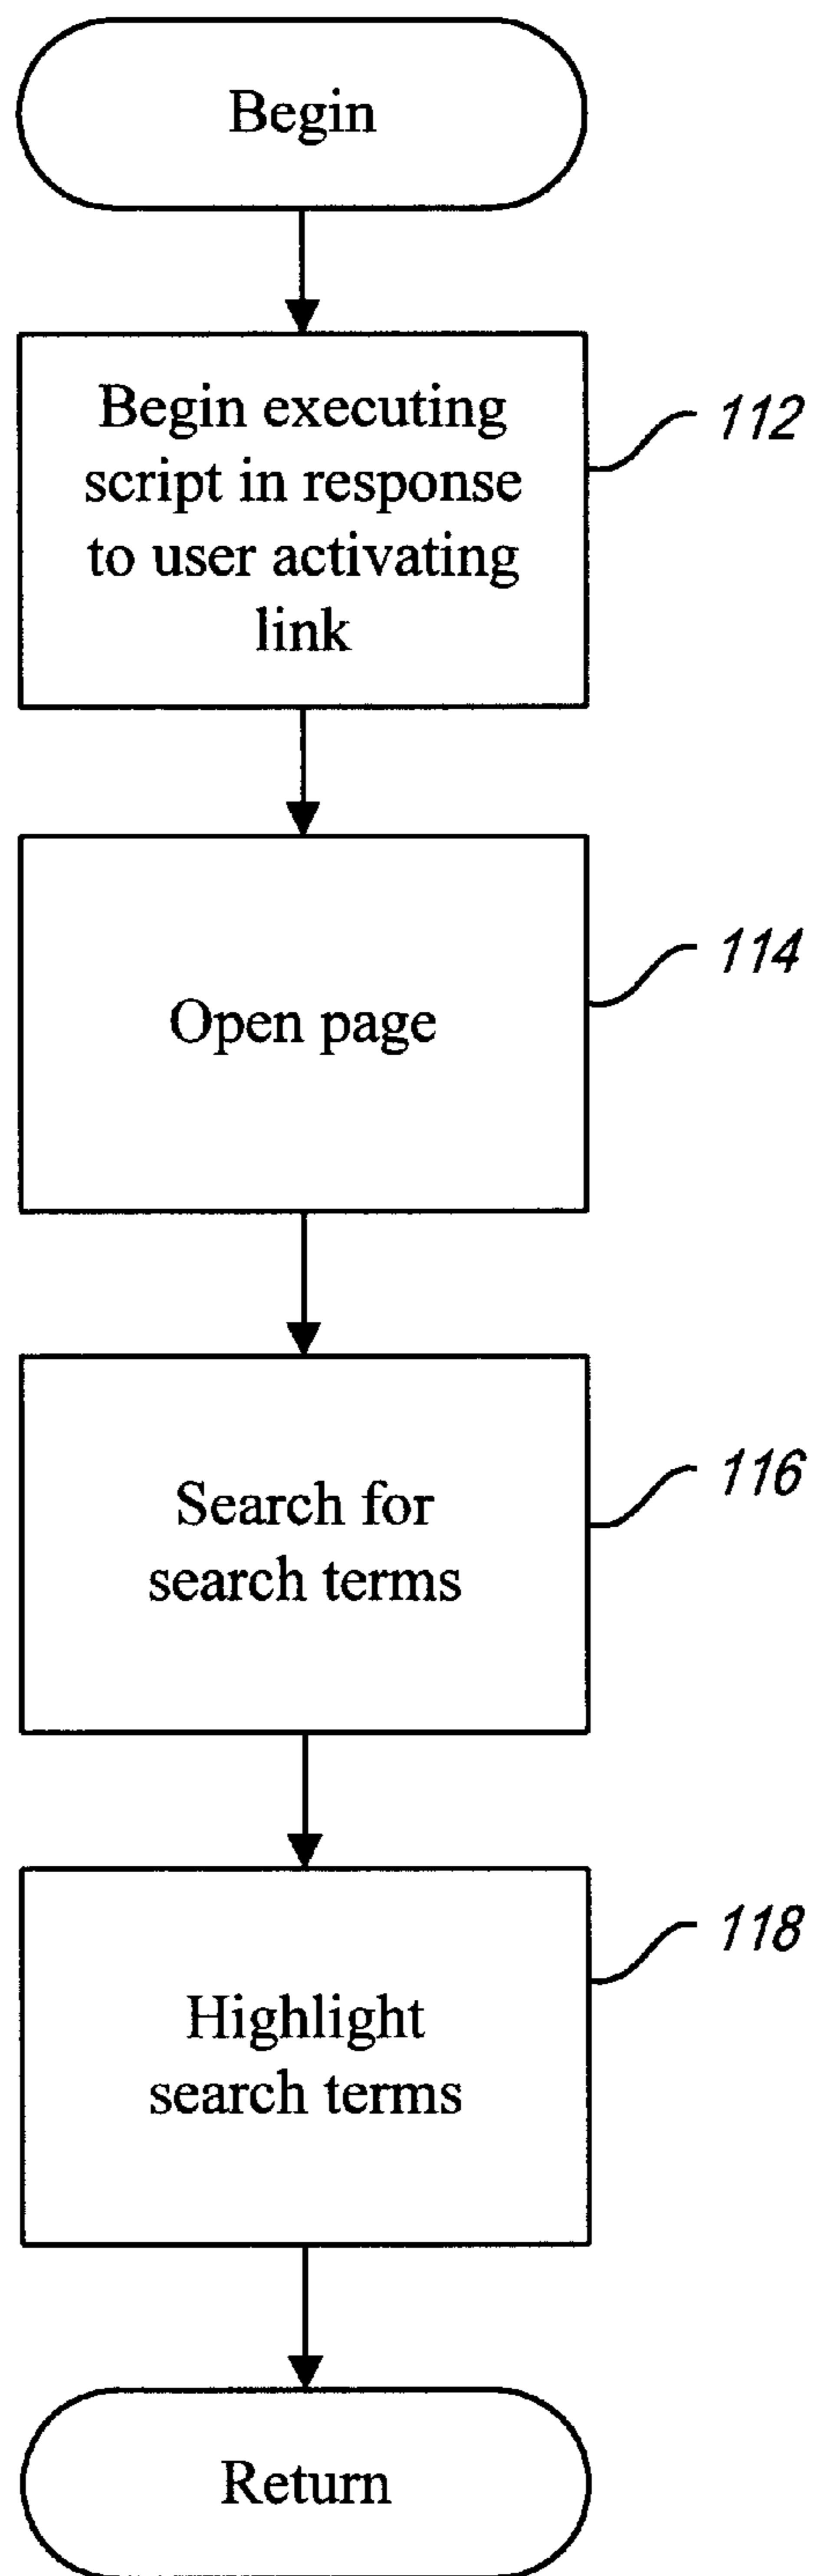 Begin
Begin executing
script in response
to user activating
link
112
Open page
114
Search for
search terms
116
Highlight
search terms
118
Return